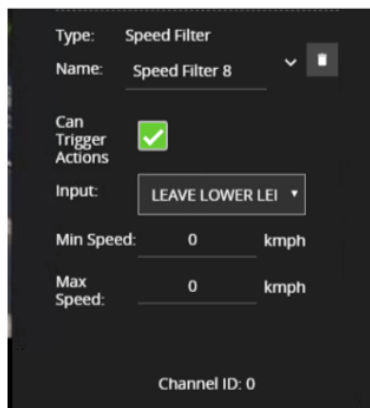 Type: Speed Filter
Name: Speed Filter 8
Can
Trigger
Actions
Input: LEAVE LOWER LEI
Min Speed: 0 kmph
Max
Speed: 0 kmph
Channel ID: 0